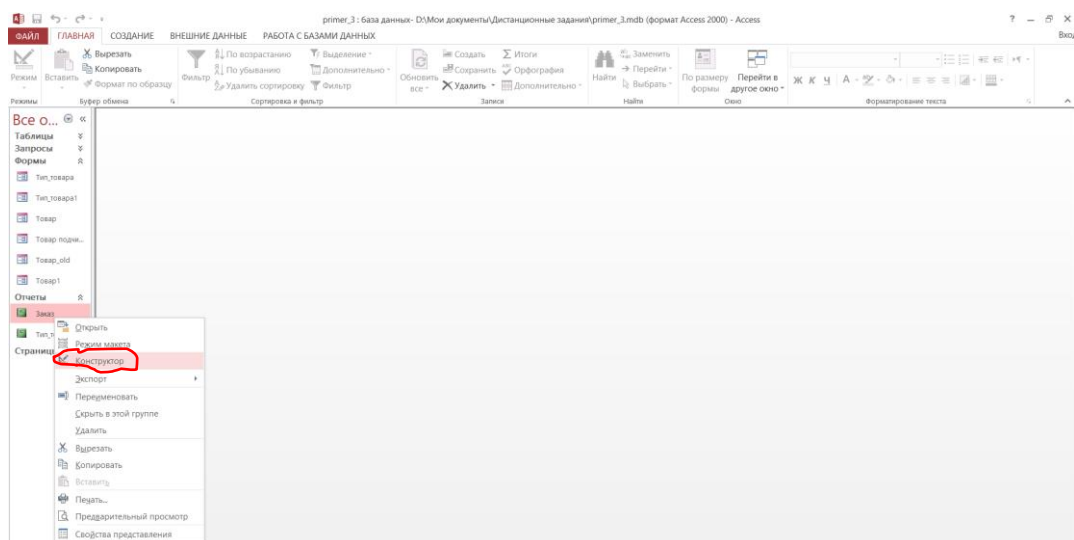 primer_3 : база данных- D:\Мои документы\Дистанционные задания\primer_3.mdb (формат Access 2000) - Access
ФАЙЛ ГЛАВНАЯ СОЗДАНИЕ ВНЕШНИЕ ДАННЫЕ РАБОТА С БАЗАМИ ДАННЫХ Вход
Режим
Режимы
Вставить
Вырезать
Копировать
Формат по образцу
Буфер обмена
Фильтр
По возрастанию
По убыванию
Удалить сортировку
Выделение
Дополнительно
Фильтр
Сортировка и фильтр
Обновить все
Создать
Сохранить
Удалить
Итоги
Орфография
Дополнительно
Записи
Найти
Заменить
Перейти
Выбрать
Найти
По размеру формы
Перейти в другое окно
Окно
Ж К Ч А
Форматирование текста
Все о...
Таблицы
Запросы
Формы
Тип_товара
Тип_товара1
Товар
Товар подчи...
Товар_old
Товар1
Отчеты
Заказ
Тип_т
Страниц
Открыть
Режим макета
Конструктор
Экспорт
Переименовать
Скрыть в этой группе
Удалить
Вырезать
Копировать
Вставить
Печать...
Предварительный просмотр
Свойства представления